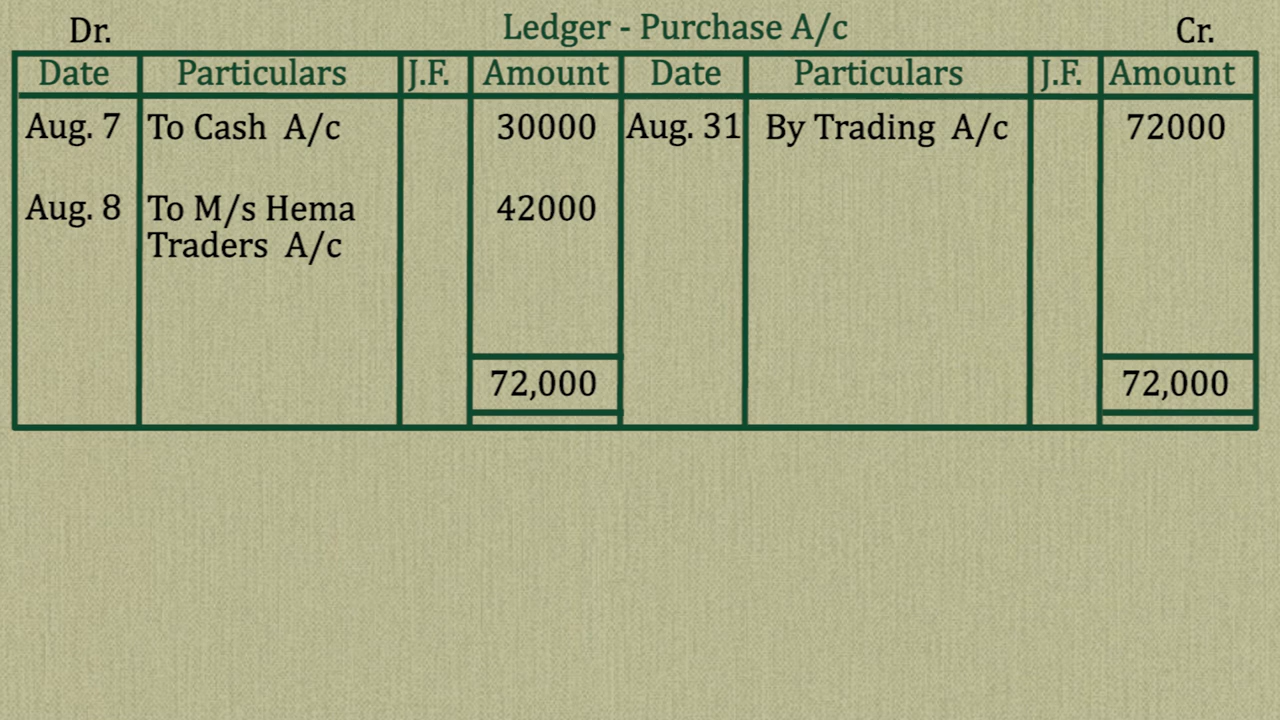 Dr. Ledger - Purchase A/c Cr.
Date Particulars J.F. Amount Date Particulars J.F. Amount
Aug. 7 To Cash A/c 30000 Aug. 31 By Trading A/c 72000
Aug. 8 To M/s Hema 42000
Traders A/c
72,000 72,000